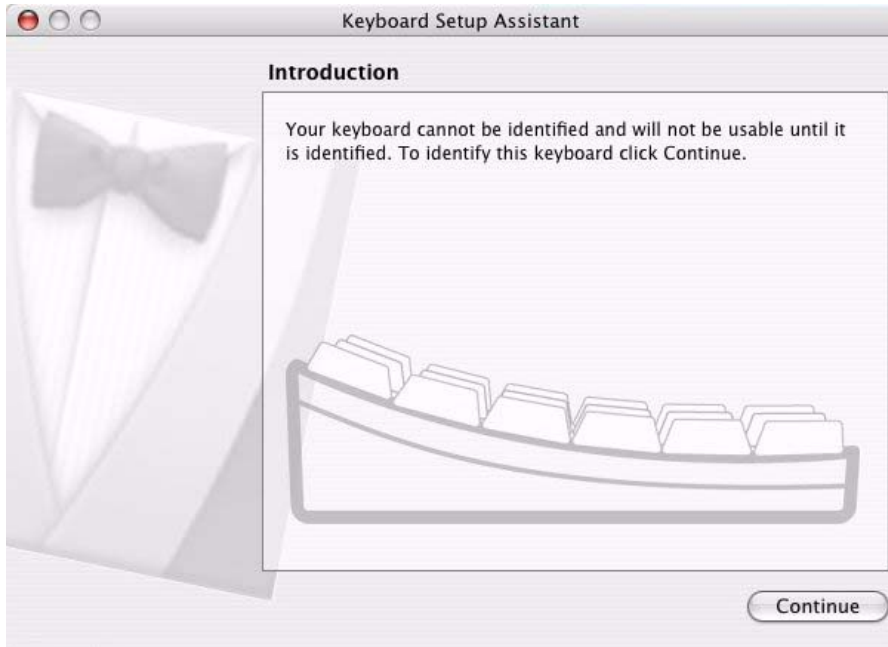 Keyboard Setup Assistant
Introduction
Your keyboard cannot be identified and will not be usable until it
is identified. To identify this keyboard click Continue.
Continue